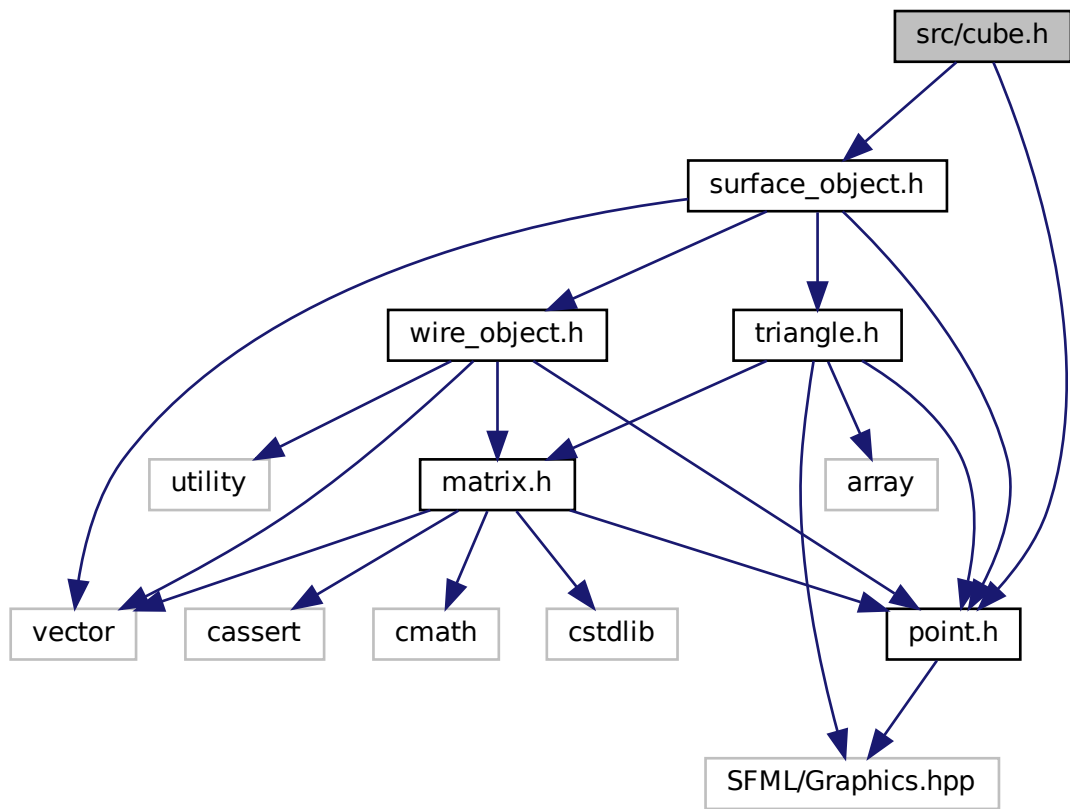 src/cube.h
surface_object.h
wire_object.h
triangle.h
utility
matrix.h
array
vector
cassert
cmath
cstdlib
point.h
SFML/Graphics.hpp